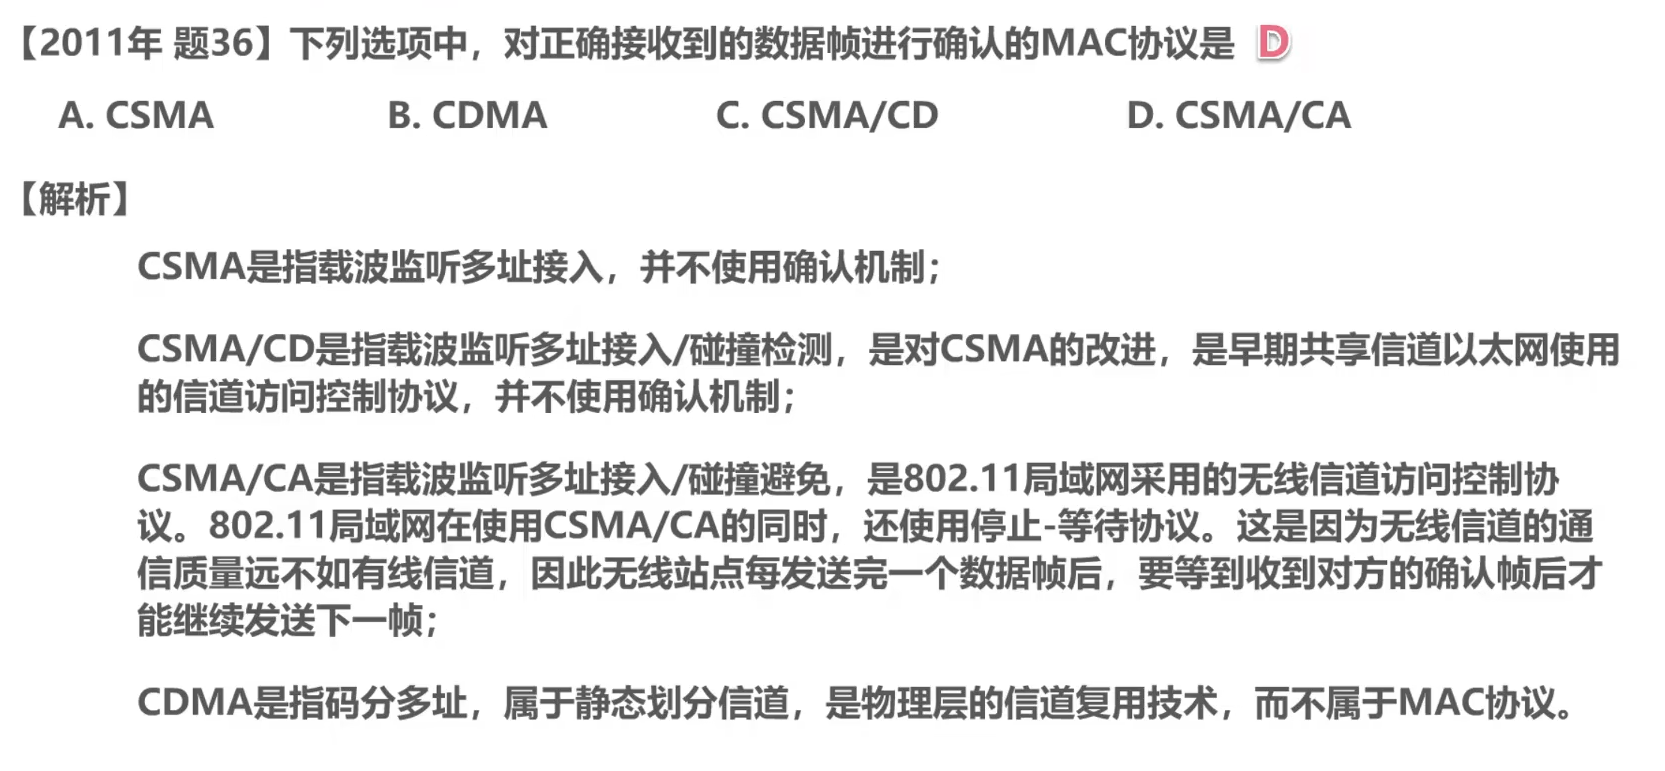 【2011年 题36】下列选项中，对正确接收到的数据帧进行确认的MAC协议是 D
A. CSMA B. CDMA C. CSMA/CD D. CSMA/CA
【解析】
CSMA是指载波监听多址接入，并不使用确认机制；
CSMA/CD是指载波监听多址接入/碰撞检测，是对CSMA的改进，是早期共享信道以太网使用
的信道访问控制协议，并不使用确认机制；
CSMA/CA是指载波监听多址接入/碰撞避免，是802.11局域网采用的无线信道访问控制协
议。802.11局域网在使用CSMA/CA的同时，还使用停止-等待协议。这是因为无线信道的通
信质量远不如有线信道，因此无线站点每发送完一个数据帧后，要等到收到对方的确认帧后才
能继续发送下一帧；
CDMA是指码分多址，属于静态划分信道，是物理层的信道复用技术，而不属于MAC协议。